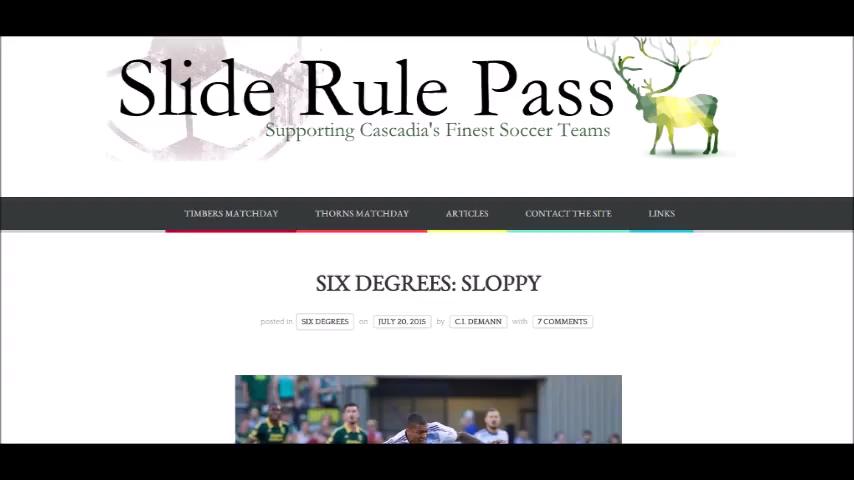 Slide Rule Pass
Supporting Cascadia's Finest Soccer Teams
TIMBERS MATCHDAY THORNS MATCHDAY ARTICLES CONTACT THE SITE LINKS
SIX DEGREES: SLOPPY
posted in SIX DEGREES on JULY 20, 2015 by C.I. DEMANN with 7 COMMENTS